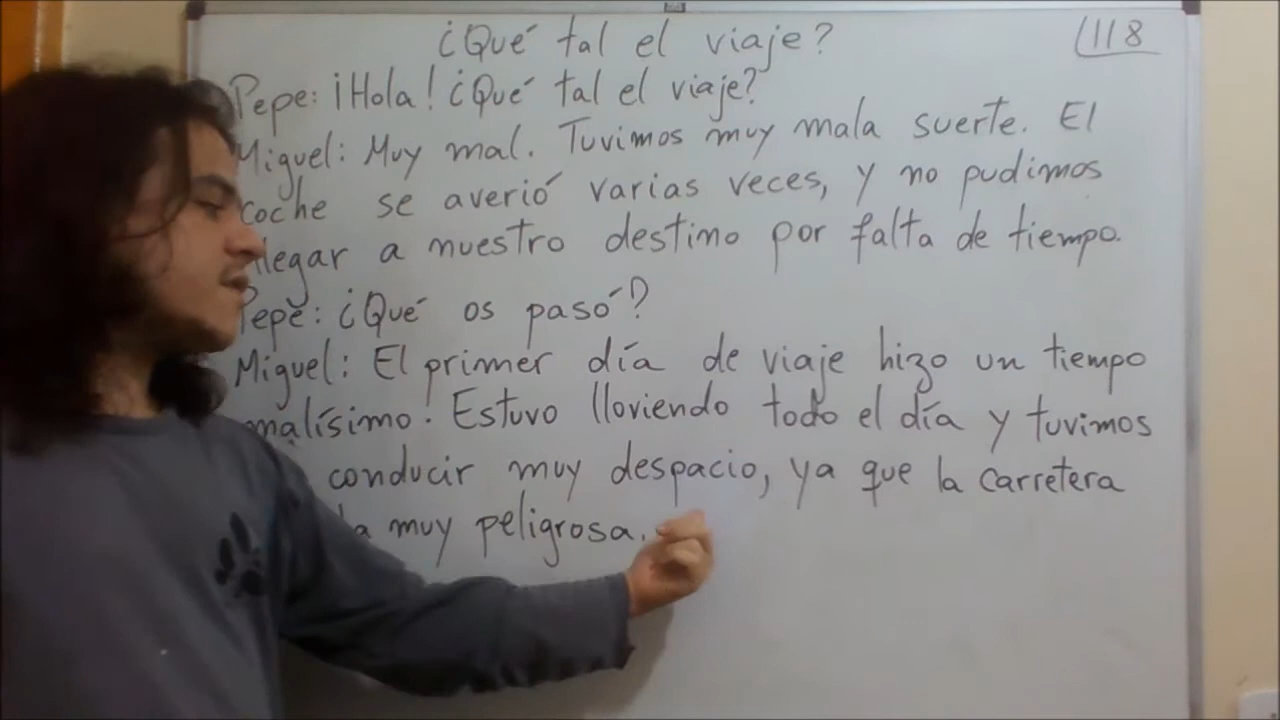 ¿Qué tal el viaje?
118
Pepe: ¡Hola! ¿Qué tal el viaje?
Miguel: Muy mal. Tuvimos muy mala suerte. El
coche se averió varias veces, y no pudimos
llegar a nuestro destino por falta de tiempo.
Pepe: ¿Qué os pasó?
Miguel: El primer día de viaje hizo un tiempo
malísimo. Estuvo lloviendo todo el día y tuvimos
conducir muy despacio, ya que la carretera
muy peligrosa.